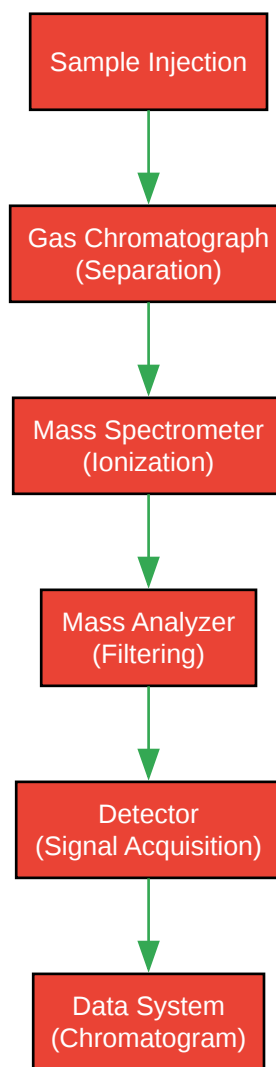 Sample Injection
Gas Chromatograph
(Separation)
Mass Spectrometer
(Ionization)
Mass Analyzer
(Filtering)
Detector
(Signal Acquisition)
Data System
(Chromatogram)